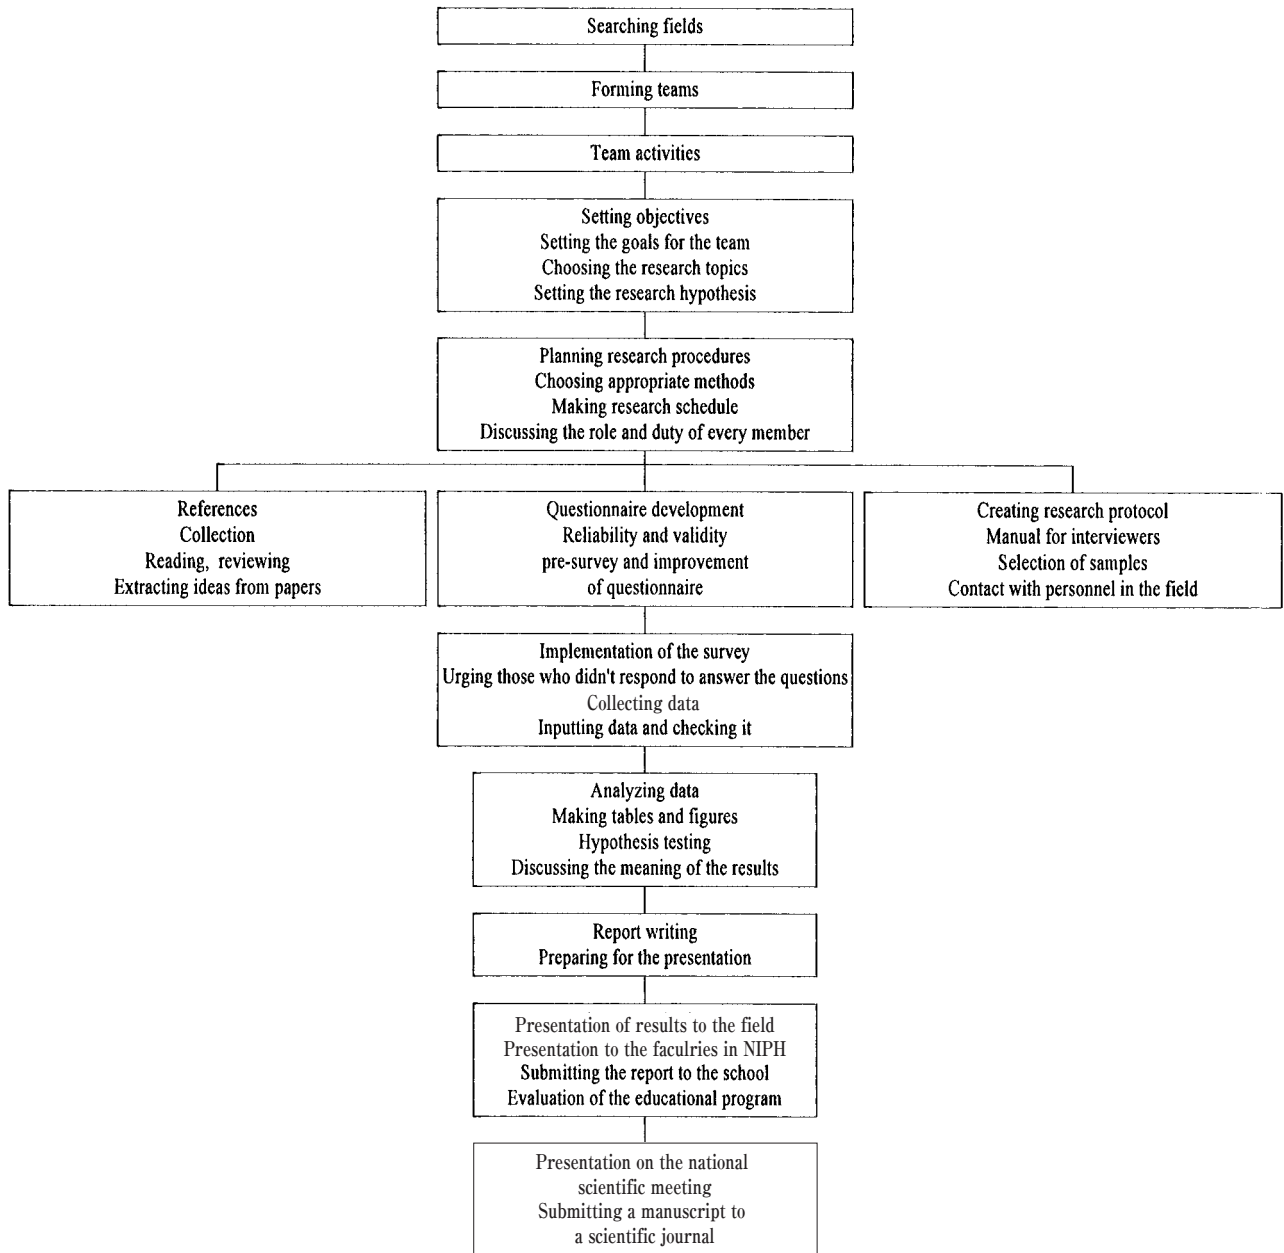 Searching fields
Forming teams
Team activities
Setting objectives
Setting the goals for the team
Choosing the research topics
Setting the research hypothesis
Planning research procedures
Choosing appropriate methods
Making research schedule
Discussing the role and duty of every member
References
Collection
Reading, reviewing
Extracting ideas from papers
Questionnaire development
Reliability and validity
pre-survey and improvement
of questionnaire
Creating research protocol
Manual for interviewers
Selection of samples
Contact with personnel in the field
Implementation of the survey
Urging those who didn't respond to answer the questions
Collecting data
Inputting data and checking it
Analyzing data
Making tables and figures
Hypothesis testing
Discussing the meaning of the results
Report writing
Preparing for the presentation
Presentation of results to the field
Presentation to the faculries in NIPH
Submitting the report to the school
Evaluation of the educational program
Presentation on the national
scientific meeting
Submitting a manuscript to
a scientific journal